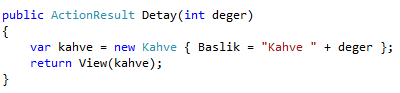 public ActionResult Detay(int deger)
{
    var kahve = new Kahve { Baslik = "Kahve " + deger };
    return View(kahve);
}